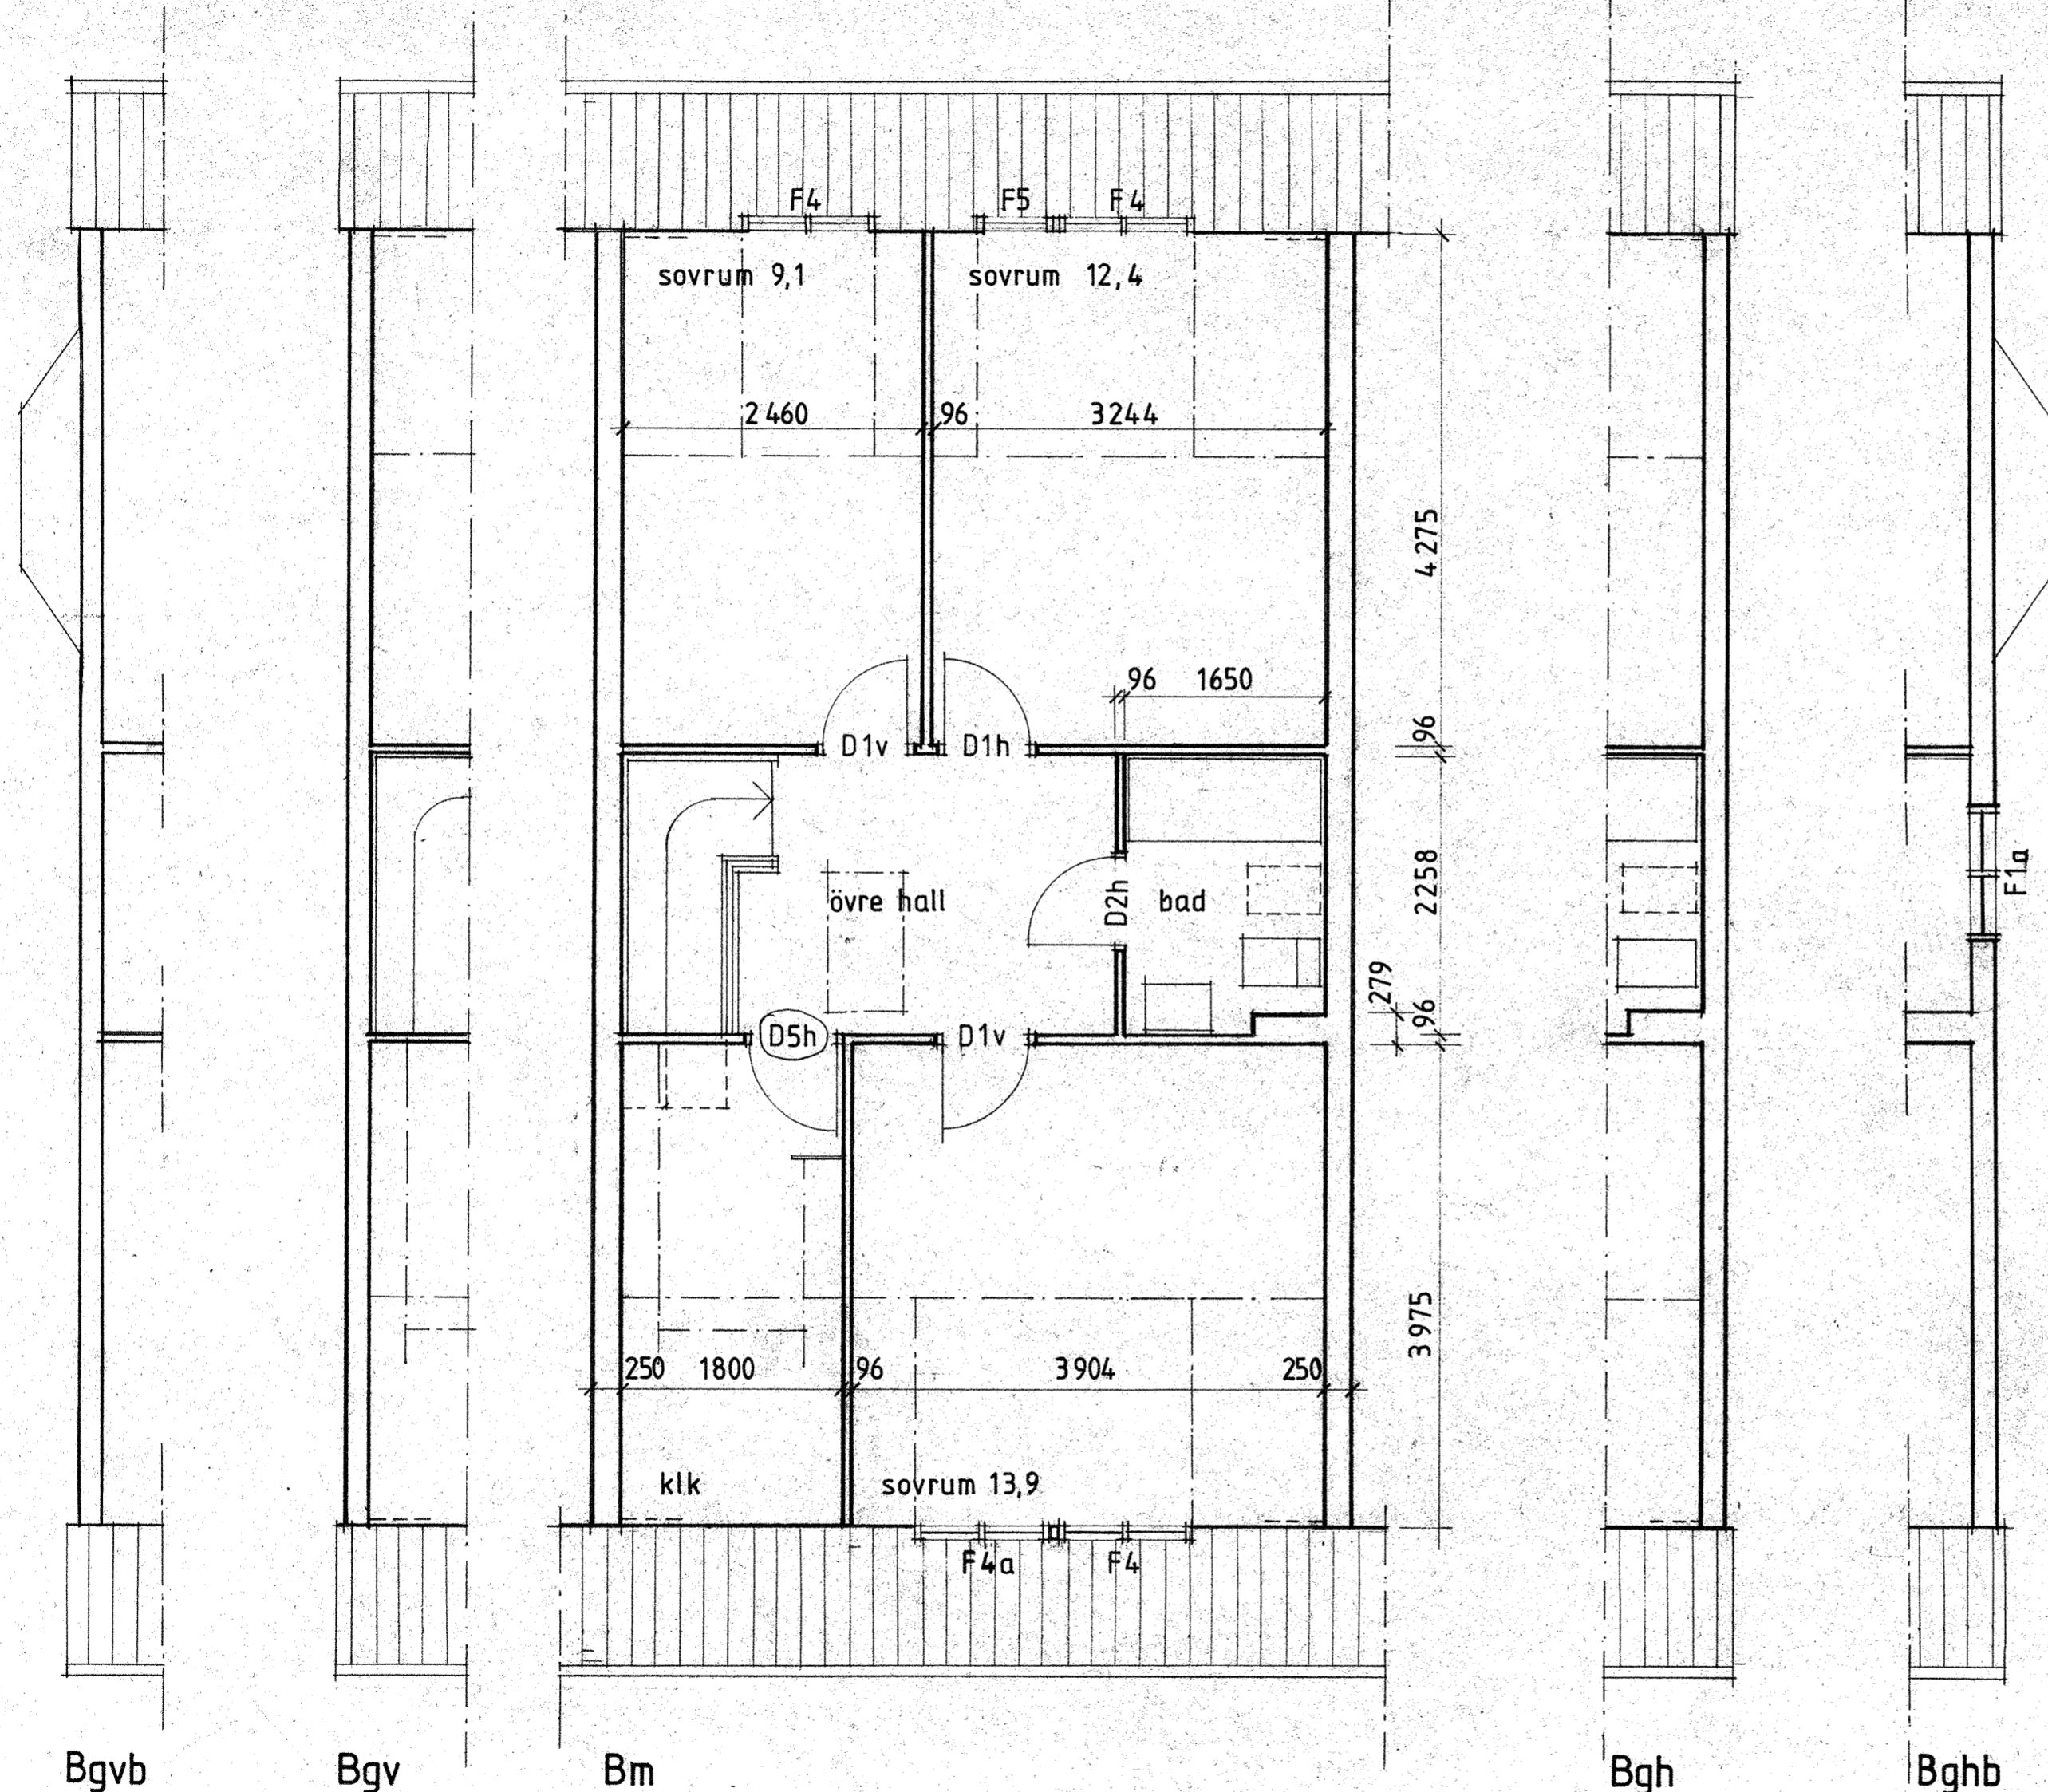 F4 F5 F4
sovrum 9,1 sovrum 12,4
2460 96 3244
4275
96 1650
96
D1v D1h
2258
F1a
övre hall D2h bad
279
96
D5h D1v
3975
250 1800 96 3904 250
klk sovrum 13,9
F4a F4
Bgvb Bgv Bm Bgh Bghb